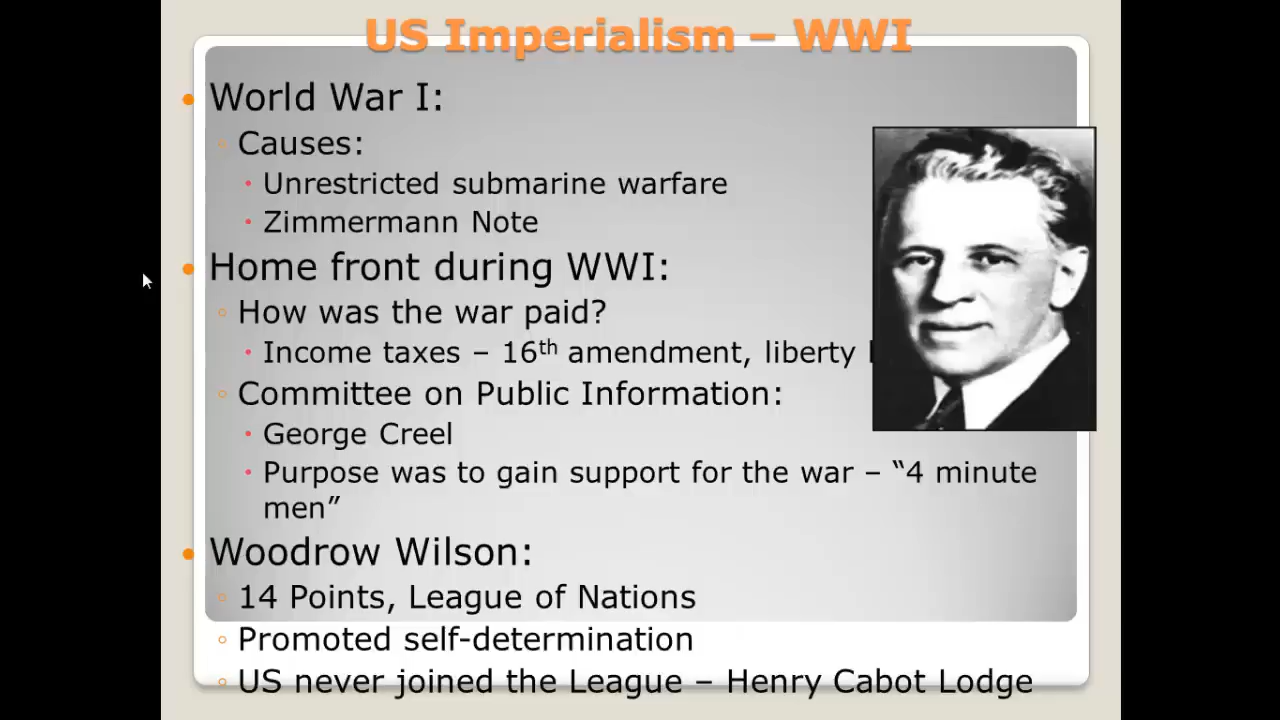 US Imperialism – WWI
World War I:
Causes:
Unrestricted submarine warfare
Zimmermann Note
Home front during WWI:
How was the war paid?
Income taxes – 16th amendment, liberty
Committee on Public Information:
George Creel
Purpose was to gain support for the war – “4 minute
men”
Woodrow Wilson:
14 Points, League of Nations
Promoted self-determination
US never joined the League – Henry Cabot Lodge